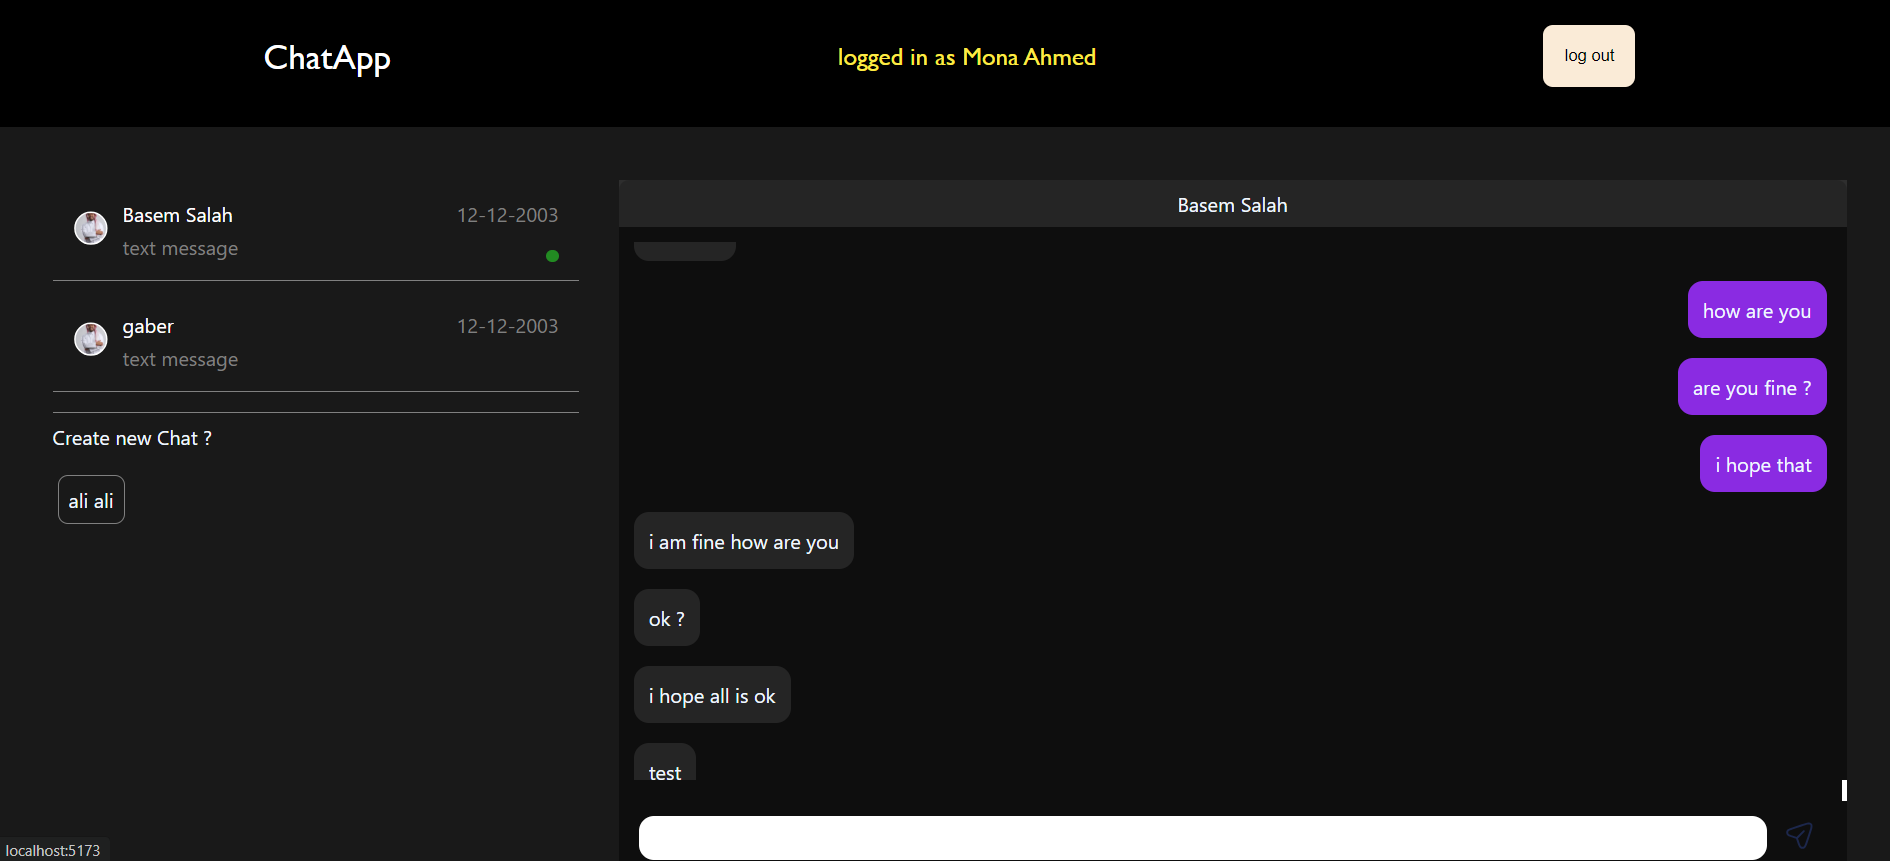 ChatApp
logged in as Mona Ahmed
log out
Basem Salah
12-12-2003
text message
gaber
12-12-2003
text message
Create new Chat ?
ali ali
Basem Salah
how are you
are you fine ?
i hope that
i am fine how are you
ok ?
i hope all is ok
test
localhost:5173